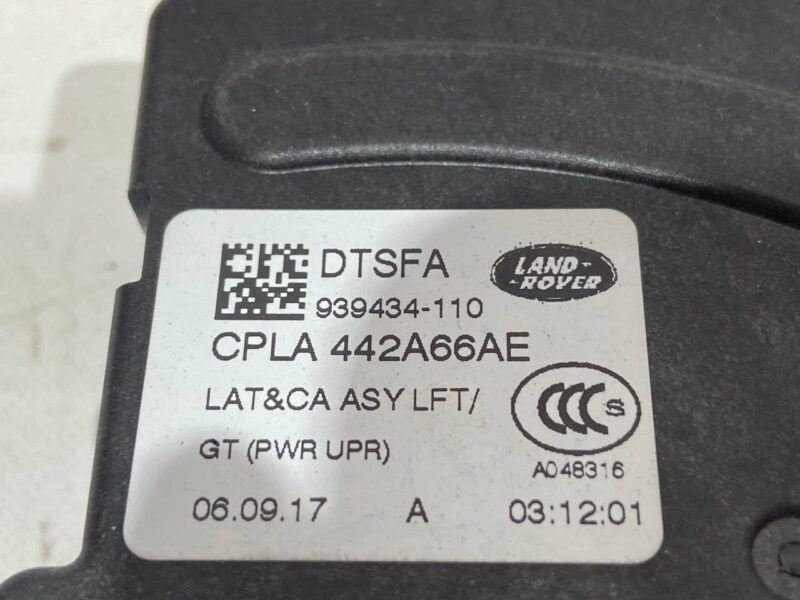 DTSFA
LAND-
ROVER
939434-110
CPLA 442A66AE
LAT&CA ASY LFT/
CCC S
GT (PWR UPR)
A048316
06.09.17 A 03:12:01